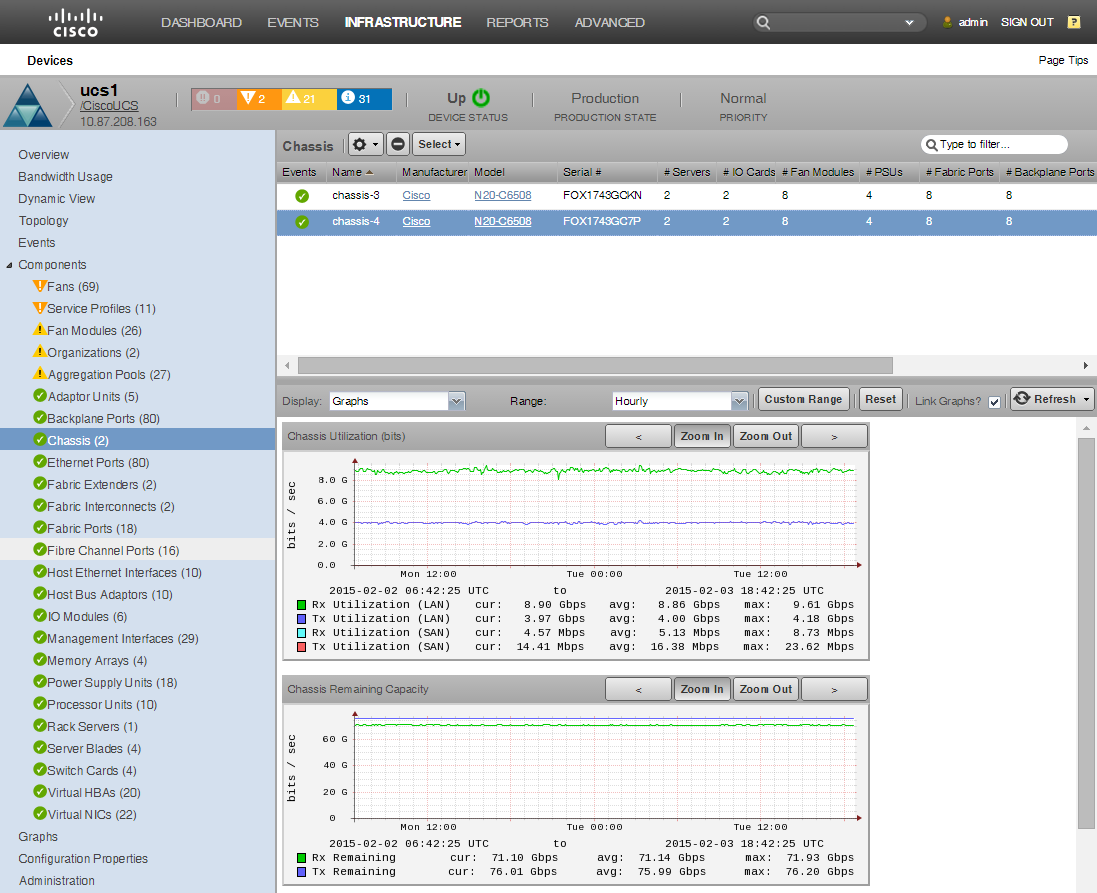 CISCO
DASHBOARD EVENTS INFRASTRUCTURE REPORTS ADVANCED
admin SIGN OUT ?
Devices Page Tips
ucs1
/CiscoUCS
10.87.208.163
0 2 21 31
Up
DEVICE STATUS
Production
PRODUCTION STATE
Normal
PRIORITY
Overview
Bandwidth Usage
Dynamic View
Topology
Events
Components
Fans (69)
Service Profiles (11)
Fan Modules (26)
Organizations (2)
Aggregation Pools (27)
Adaptor Units (5)
Backplane Ports (80)
Chassis (2)
Ethernet Ports (80)
Fabric Extenders (2)
Fabric Interconnects (2)
Fabric Ports (18)
Fibre Channel Ports (16)
Host Ethernet Interfaces (10)
Host Bus Adaptors (10)
IO Modules (6)
Management Interfaces (29)
Memory Arrays (4)
Power Supply Units (18)
Processor Units (10)
Rack Servers (1)
Server Blades (4)
Switch Cards (4)
Virtual HBAs (20)
Virtual NICs (22)
Graphs
Configuration Properties
Administration
Chassis Select Type to filter...
Events Name Manufacturer Model Serial # # Servers # IO Cards # Fan Modules # PSUs # Fabric Ports # Backplane Ports
chassis-3 Cisco N20-C6508 FOX1743GCKN 2 2 8 4 8 8
chassis-4 Cisco N20-C6508 FOX1743GC7P 2 2 8 4 8 8
Display: Graphs Range: Hourly Custom Range Reset Link Graphs? Refresh
Chassis Utilization (bits) < Zoom In Zoom Out >
bits / sec
8.0 G
6.0 G
4.0 G
2.0 G
0.0
Mon 12:00 Tue 00:00 Tue 12:00
2015-02-02 06:42:25 UTC to 2015-02-03 18:42:25 UTC
Rx Utilization (LAN) cur: 8.90 Gbps avg: 8.86 Gbps max: 9.61 Gbps
Tx Utilization (LAN) cur: 3.97 Gbps avg: 4.00 Gbps max: 4.18 Gbps
Rx Utilization (SAN) cur: 4.57 Mbps avg: 5.13 Mbps max: 8.73 Mbps
Tx Utilization (SAN) cur: 14.41 Mbps avg: 16.38 Mbps max: 23.62 Mbps
Chassis Remaining Capacity < Zoom In Zoom Out >
bits / sec
60 G
40 G
20 G
0
Mon 12:00 Tue 00:00 Tue 12:00
2015-02-02 06:42:25 UTC to 2015-02-03 18:42:25 UTC
Rx Remaining cur: 71.10 Gbps avg: 71.14 Gbps max: 71.93 Gbps
Tx Remaining cur: 76.01 Gbps avg: 75.99 Gbps max: 76.20 Gbps